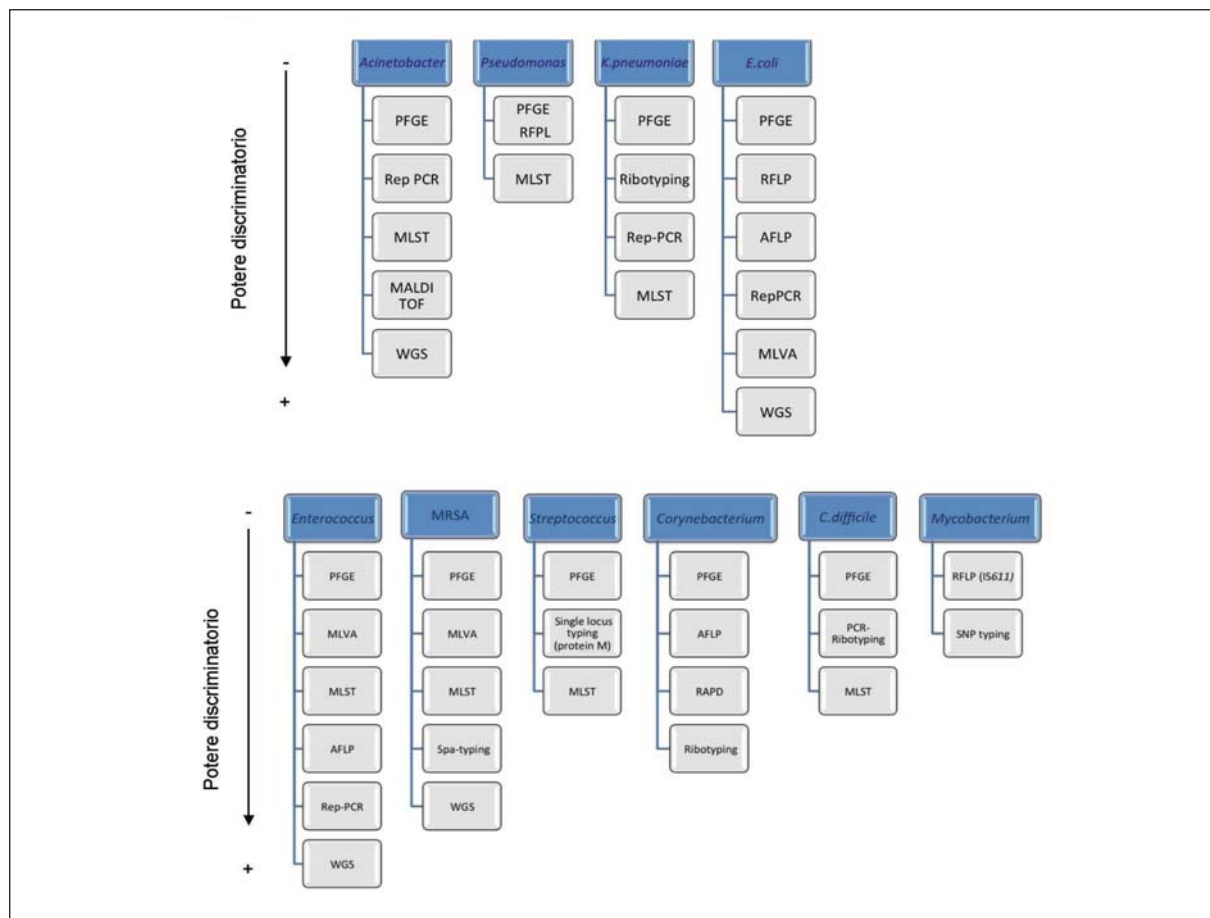 -
Potere discriminatorio
+
Acinetobacter
PFGE
Rep PCR
MLST
MALDI
TOF
WGS
Pseudomonas
PFGE
RFPL
MLST
K.pneumoniae
PFGE
Ribotyping
Rep-PCR
MLST
E.coli
PFGE
RFLP
AFLP
RepPCR
MLVA
WGS
-
Potere discriminatorio
+
Enterococcus
PFGE
MLVA
MLST
AFLP
Rep-PCR
WGS
MRSA
PFGE
MLVA
MLST
Spa-typing
WGS
Streptococcus
PFGE
Single locus
typing
(protein M)
MLST
Corynebacterium
PFGE
AFLP
RAPD
Ribotyping
C.difficile
PFGE
PCR-
Ribotyping
MLST
Mycobacterium
RFLP (IS611)
SNP typing